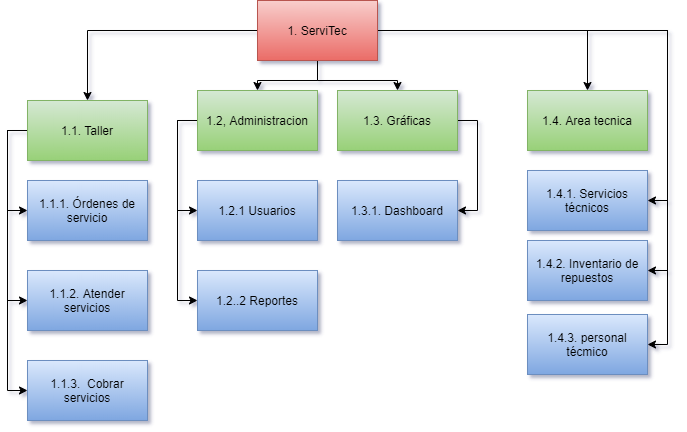 1. ServiTec
1.1. Taller
1.2, Administracion
1.3. Gráficas
1.4. Area tecnica
1.1.1. Órdenes de
servicio
1.2.1 Usuarios
1.3.1. Dashboard
1.4.1. Servicios
técnicos
1.1.2. Atender
servicios
1.2..2 Reportes
1.4.2. Inventario de
repuestos
1.1.3.  Cobrar
servicios
1.4.3. personal
técmico